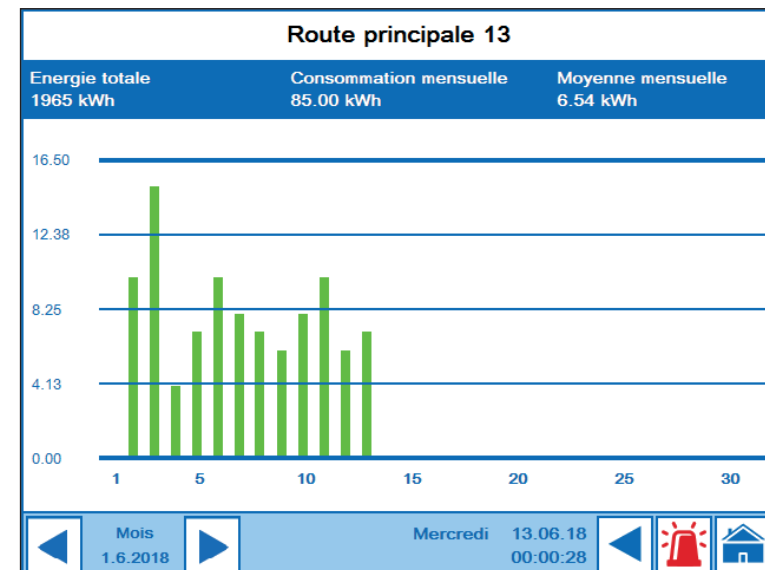 Route principale 13
Energie totale Consommation mensuelle Moyenne mensuelle
1965 kWh 85.00 kWh 6.54 kWh
16.50
12.38
8.25
4.13
0.00
1 5 10 15 20 25 30
Mois Mercredi 13.06.18
1.6.2018 00:00:28